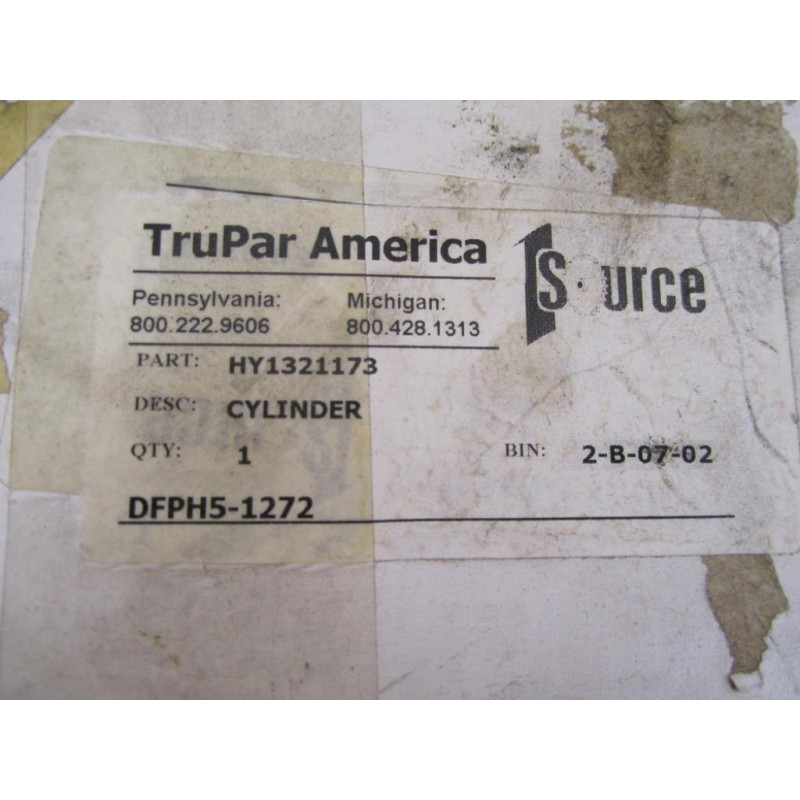 TruPar America
Source
Pennsylvania: Michigan:
800.222.9606 800.428.1313
PART: HY1321173
DESC: CYLINDER
QTY: 1 BIN: 2-B-07-02
DFPH5-1272